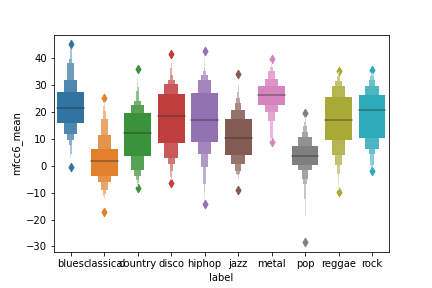 40
30
20
10
0
−10
−20
−30
mfcc6_mean
blues classical country disco hiphop jazz metal pop reggae rock
label